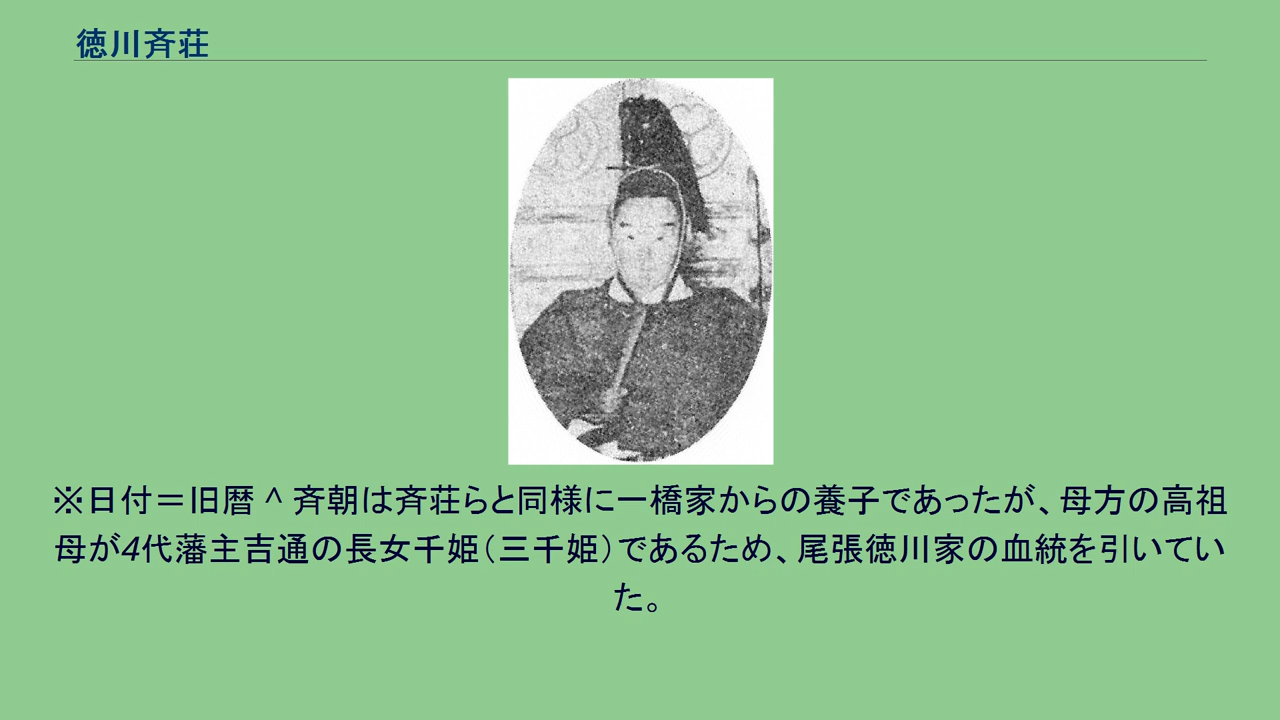 徳川斉荘
※日付＝旧暦 ^ 斉朝は斉荘らと同様に一橋家からの養子であったが、母方の高祖
母が4代藩主吉通の長女千姫（三千姫）であるため、尾張徳川家の血統を引いてい
た。